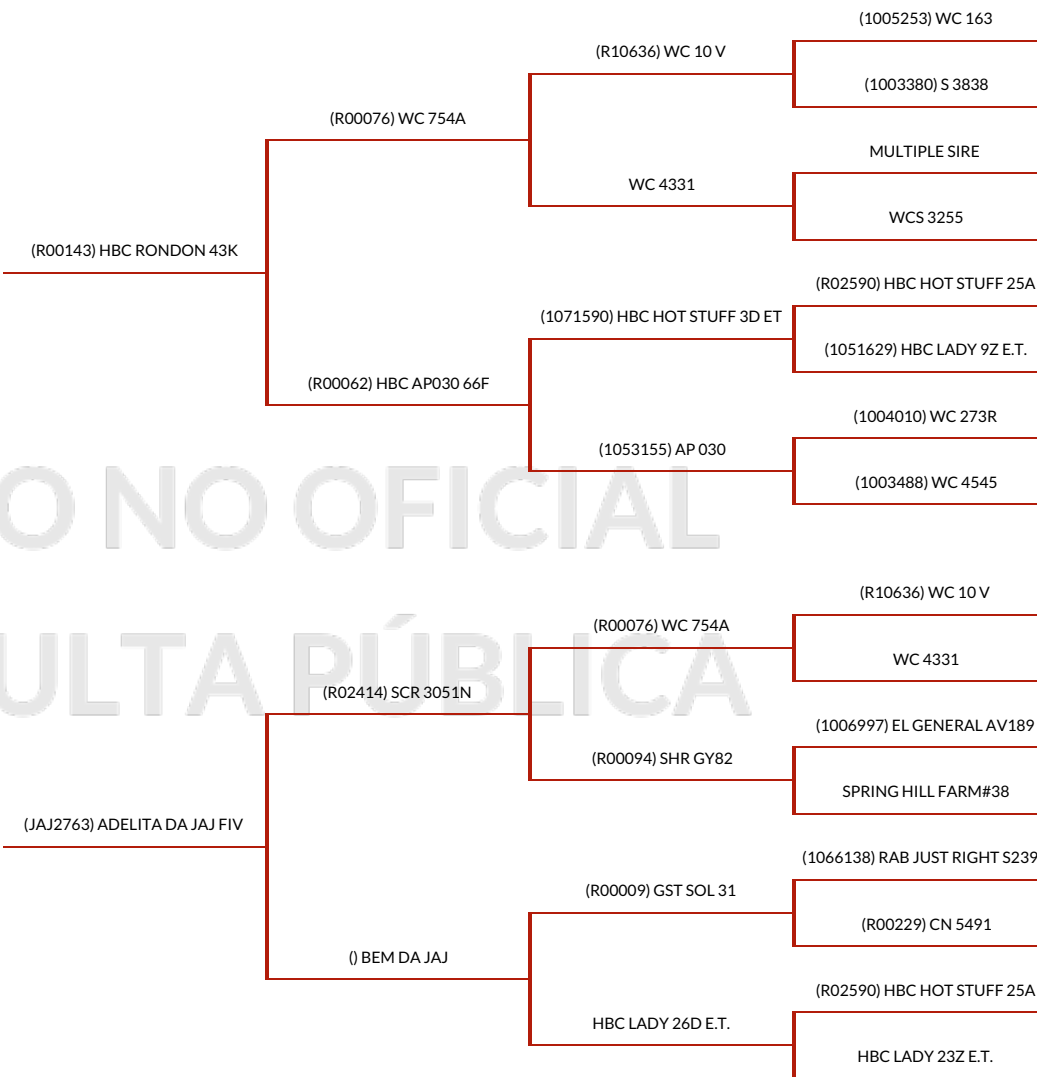 (1005253) WC 163
(R10636) WC 10 V
(1003380) S 3838
(R00076) WC 754A
MULTIPLE SIRE
WC 4331
WCS 3255
(R00143) HBC RONDON 43K
(R02590) HBC HOT STUFF 25A
(1071590) HBC HOT STUFF 3D ET
(1051629) HBC LADY 9Z E.T.
(R00062) HBC AP030 66F
(1004010) WC 273R
(1053155) AP 030
(1003488) WC 4545
O NO OFICIAL
(R10636) WC 10 V
(R00076) WC 754A
WC 4331
ULTA PÚBLICA
(R02414) SCR 3051N
(1006997) EL GENERAL AV189
(R00094) SHR GY82
SPRING HILL FARM#38
(JAJ2763) ADELITA DA JAJ FIV
(1066138) RAB JUST RIGHT S239
(R00009) GST SOL 31
(R00229) CN 5491
() BEM DA JAJ
(R02590) HBC HOT STUFF 25A
HBC LADY 26D E.T.
HBC LADY 23Z E.T.